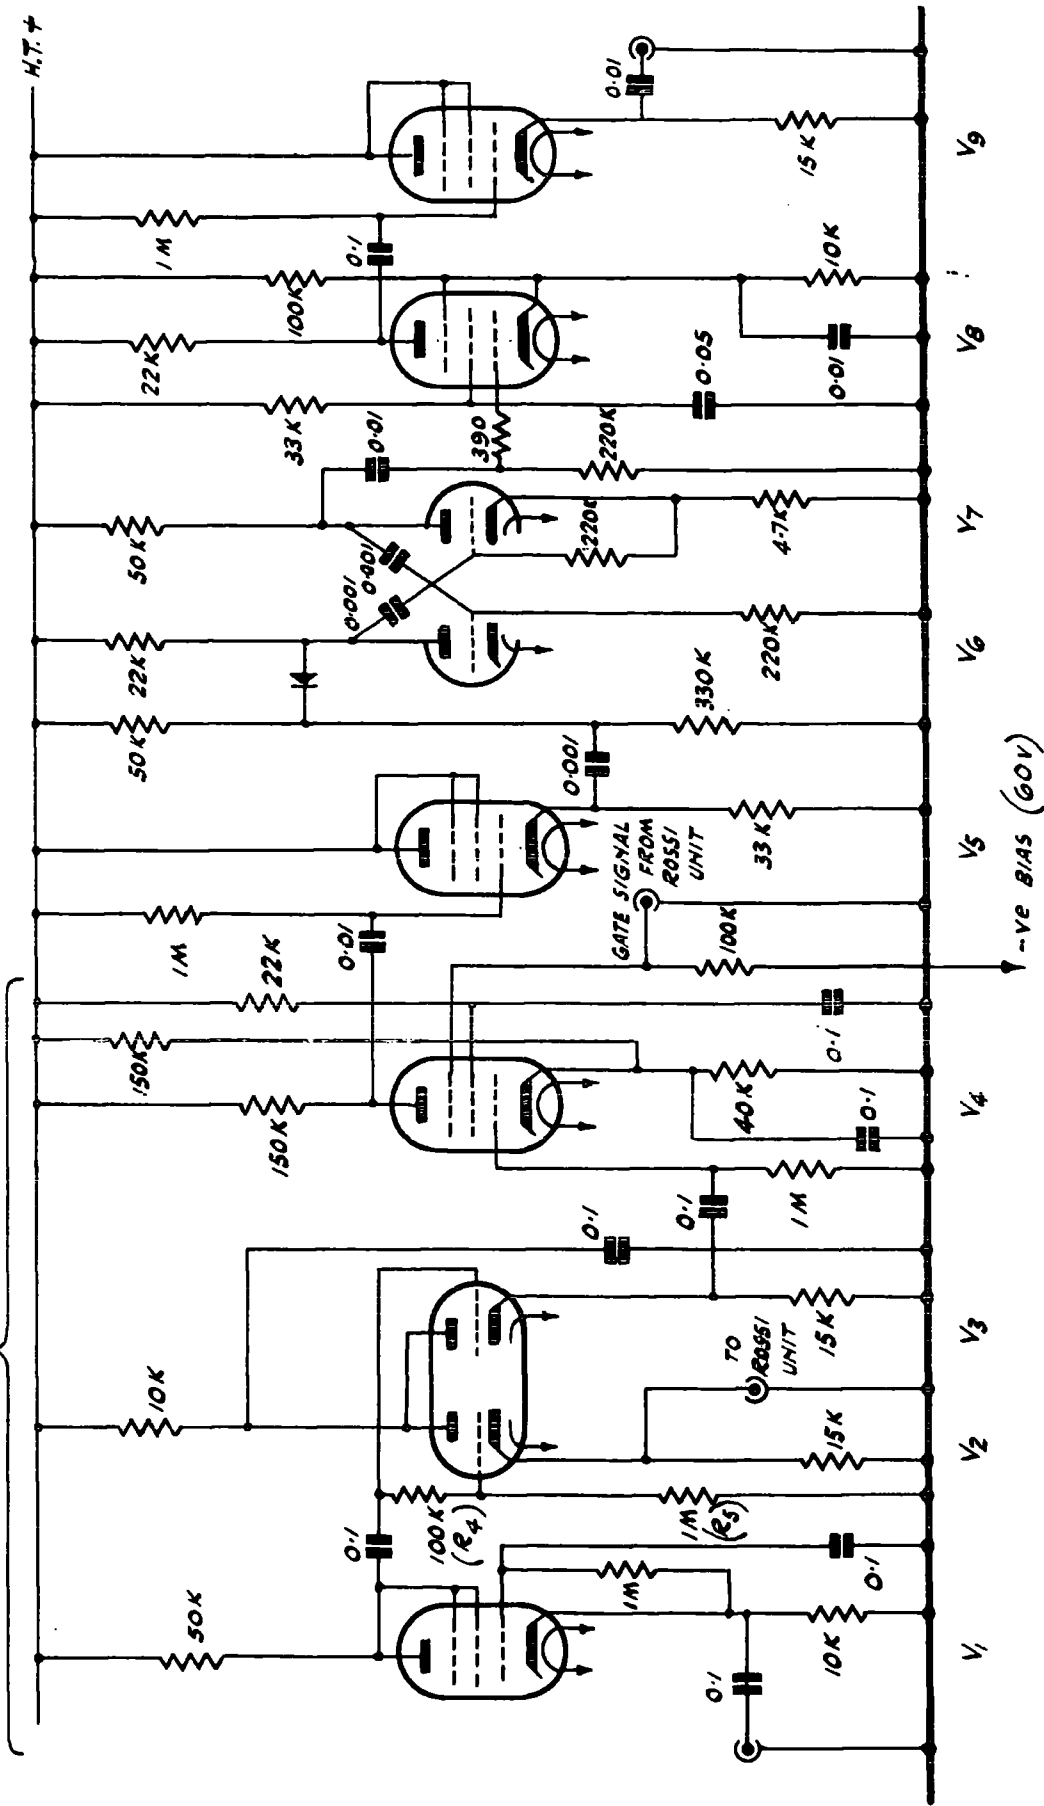 H.T.+
50K
10K
150K
150K
22K
1M
50K
22K
50K
33K
22K
100K
1M
0.1
0.01
0.001
0.001
0.01
0.1
100K
(R4)
390
0.01
1M
1M
(R5)
0.1
0.1
GATE SIGNAL
FROM
ROSSI
UNIT
0.001
220K
220K
330K
220K
0.05
0.1
TO
ROSSI
UNIT
100K
33K
4.7K
10K
0.1
15K
15K
1M
40K
0.1
0.1
0.01
10K
15K
V1
V2
V3
V4
V5
V6
V7
V8
V9
-ve BIAS (60V)